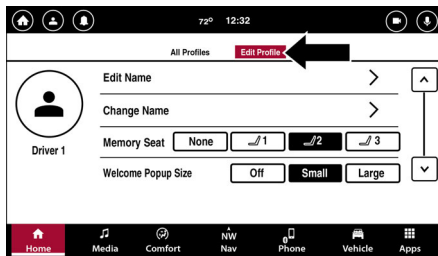 72° 12:32
All Profiles Edit Profile
Edit Name
Change Name
Driver 1
Memory Seat None 1 2 3
Welcome Popup Size Off Small Large
NW
0
Home Media Comfort Nav Phone Vehicle Apps